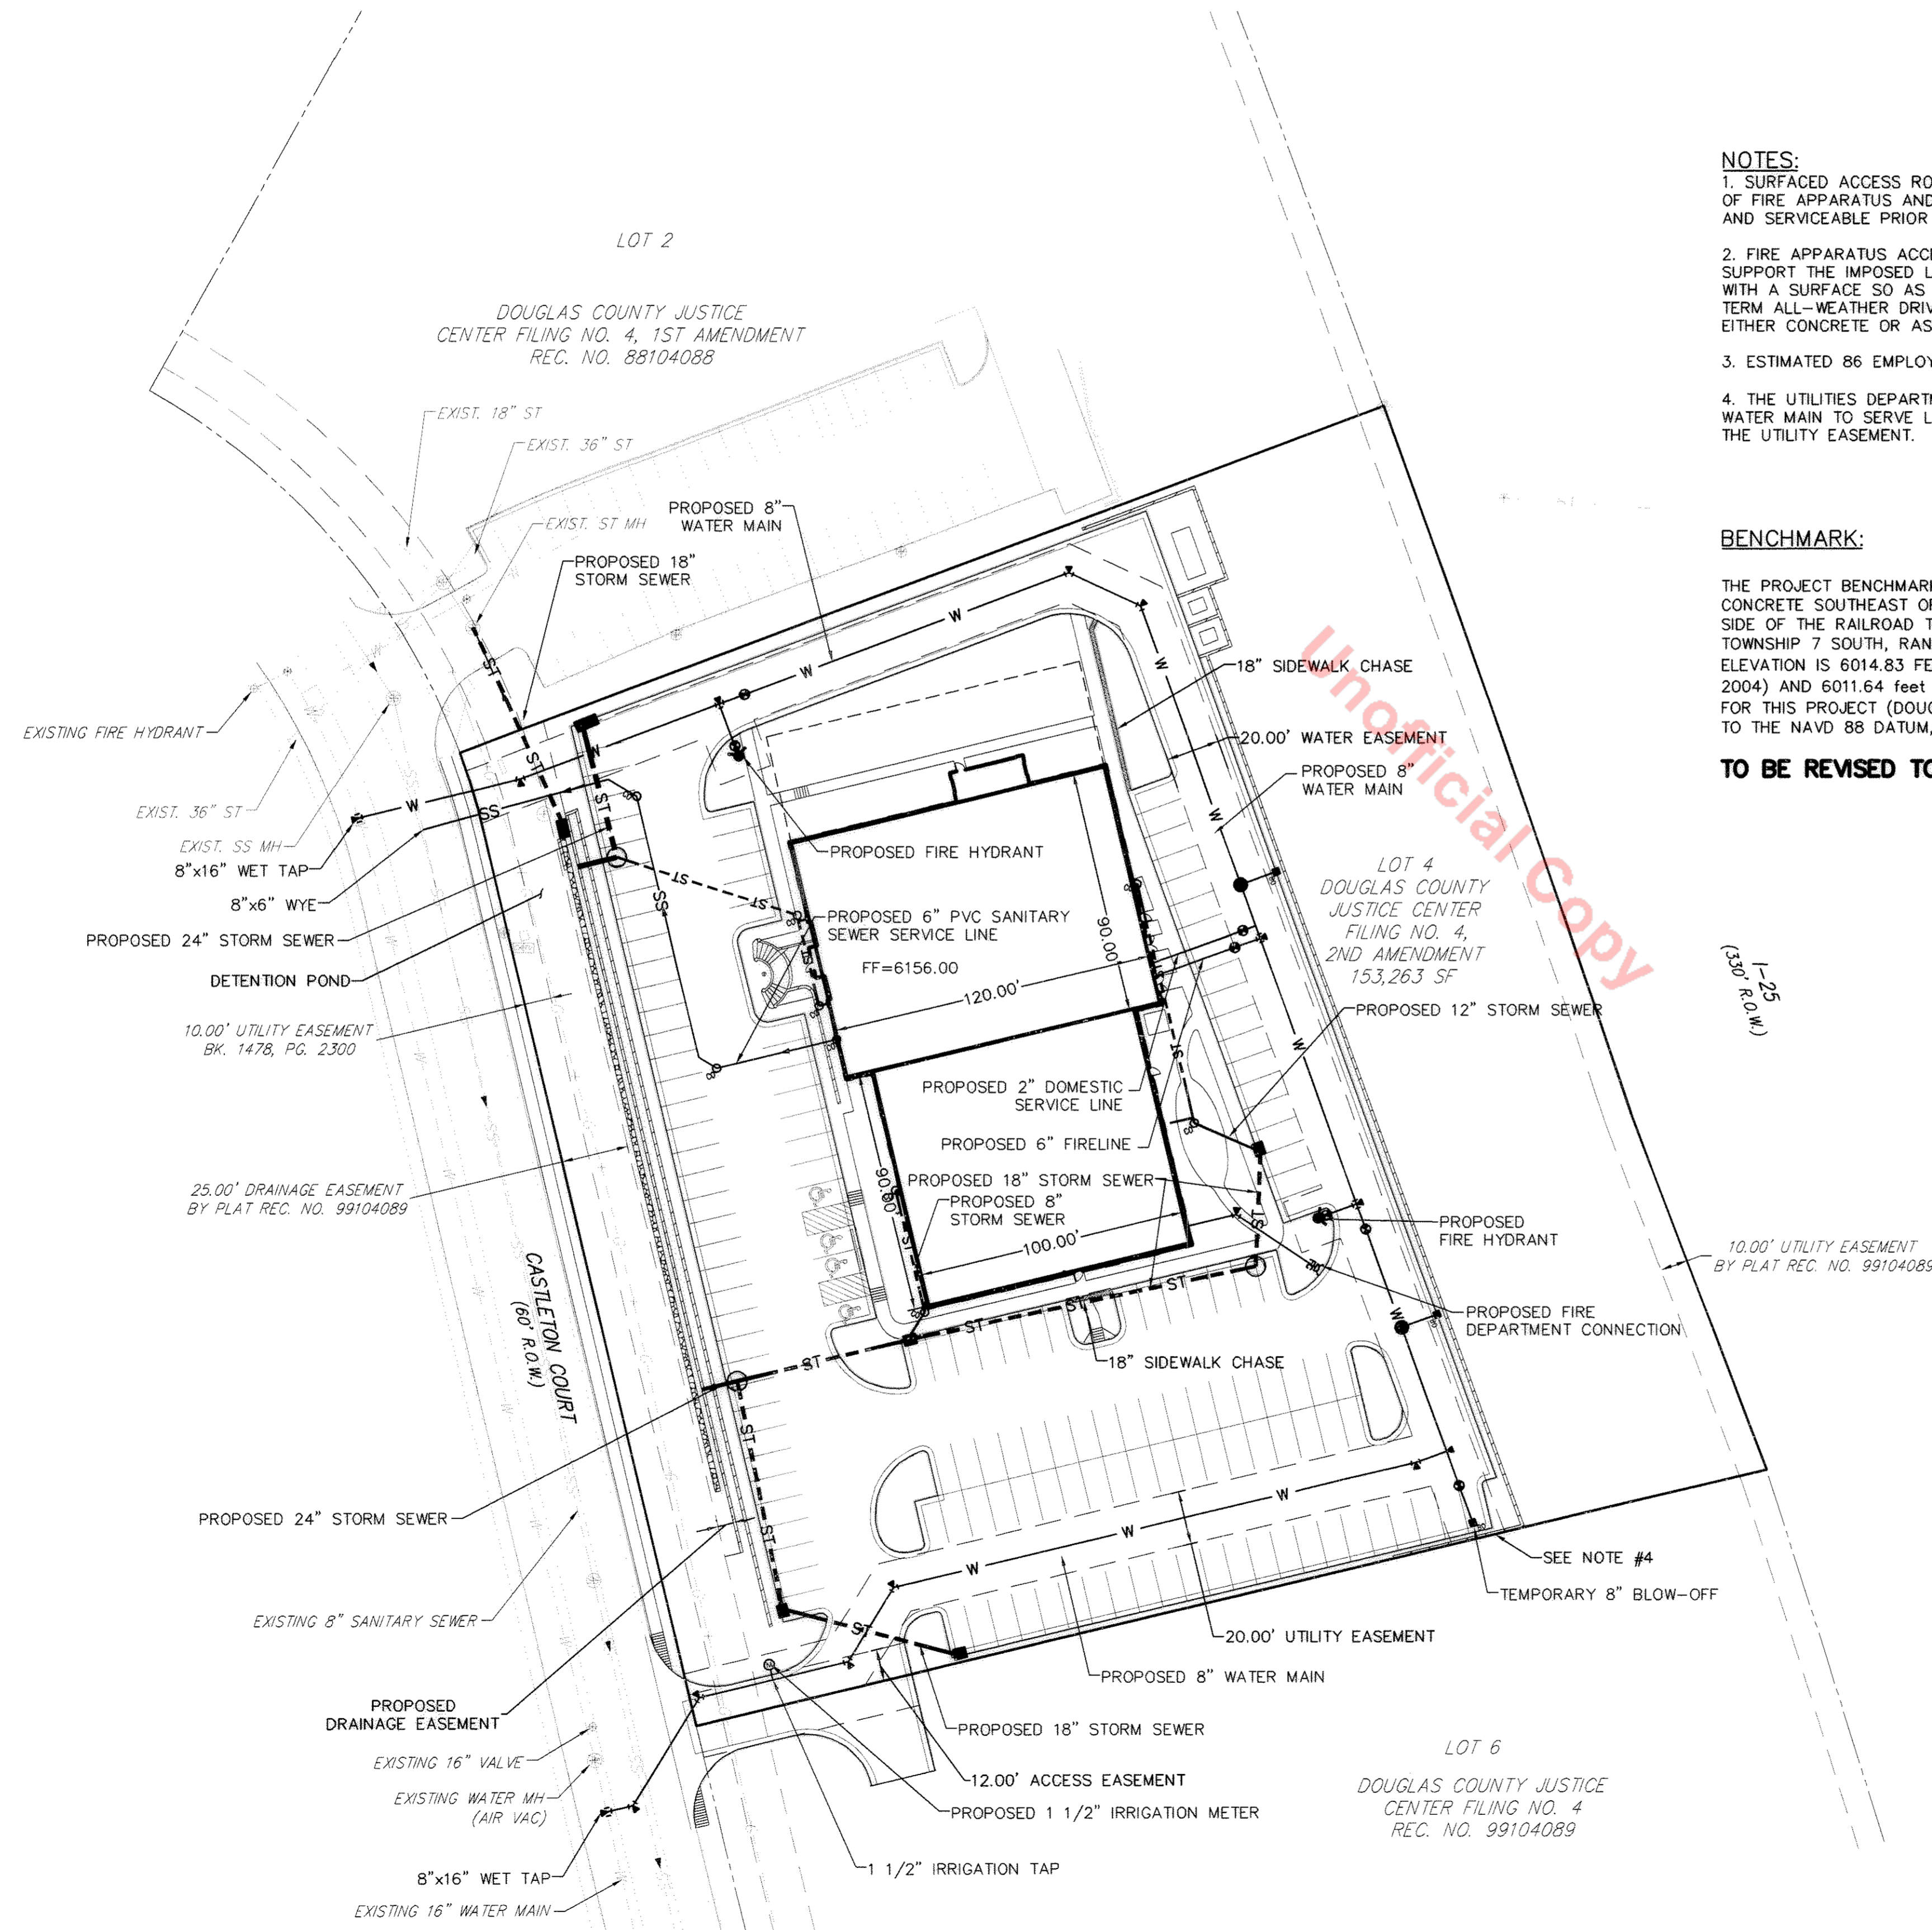 LOT 2
DOUGLAS COUNTY JUSTICE
CENTER FILING NO. 4, 1ST AMENDMENT
REC. NO. 88104088
EXIST. 18" ST
EXIST. 36" ST
EXIST. ST MH
PROPOSED 8"
WATER MAIN
PROPOSED 18"
STORM SEWER
EXISTING FIRE HYDRANT
EXIST. 36" ST
EXIST. SS MH
8"x16" WET TAP
8"x6" WYE
PROPOSED 24" STORM SEWER
DETENTION POND
10.00' UTILITY EASEMENT
BK. 1478, PG. 2300
25.00' DRAINAGE EASEMENT
BY PLAT REC. NO. 99104089
CASTLETON COURT
(60' R.O.W.)
PROPOSED 24" STORM SEWER
EXISTING 8" SANITARY SEWER
PROPOSED
DRAINAGE EASEMENT
EXISTING 16" VALVE
EXISTING WATER MH
(AIR VAC)
8"x16" WET TAP
EXISTING 16" WATER MAIN
18" SIDEWALK CHASE
20.00' WATER EASEMENT
PROPOSED 8"
WATER MAIN
PROPOSED FIRE HYDRANT
PROPOSED 6" PVC SANITARY
SEWER SERVICE LINE
FF=6156.00
120.00'
90.00'
LOT 4
DOUGLAS COUNTY
JUSTICE CENTER
FILING NO. 4,
2ND AMENDMENT
153,263 SF
PROPOSED 12" STORM SEWER
PROPOSED 2" DOMESTIC
SERVICE LINE
PROPOSED 6" FIRELINE
PROPOSED 18" STORM SEWER
PROPOSED 8"
STORM SEWER
90.00'
100.00'
PROPOSED
FIRE HYDRANT
PROPOSED FIRE
DEPARTMENT CONNECTION
18" SIDEWALK CHASE
SEE NOTE #4
TEMPORARY 8" BLOW-OFF
20.00' UTILITY EASEMENT
PROPOSED 8" WATER MAIN
PROPOSED 18" STORM SEWER
12.00' ACCESS EASEMENT
PROPOSED 1 1/2" IRRIGATION METER
1 1/2" IRRIGATION TAP
LOT 6
DOUGLAS COUNTY JUSTICE
CENTER FILING NO. 4
REC. NO. 99104089
I-25
(330' R.O.W.)
10.00' UTILITY EASEMENT
BY PLAT REC. NO. 99104089
Unofficial Copy
NOTES:
1. SURFACED ACCESS RO
OF FIRE APPARATUS AND
AND SERVICEABLE PRIOR
2. FIRE APPARATUS ACC
SUPPORT THE IMPOSED L
WITH A SURFACE SO AS
TERM ALL-WEATHER DRIV
EITHER CONCRETE OR AS
3. ESTIMATED 86 EMPLOY
4. THE UTILITIES DEPART
WATER MAIN TO SERVE L
THE UTILITY EASEMENT.
BENCHMARK:
THE PROJECT BENCHMARK
CONCRETE SOUTHEAST OF
SIDE OF THE RAILROAD T
TOWNSHIP 7 SOUTH, RAN
ELEVATION IS 6014.83 FE
2004) AND 6011.64 feet
FOR THIS PROJECT (DOUG
TO THE NAVD 88 DATUM,
TO BE REVISED TO